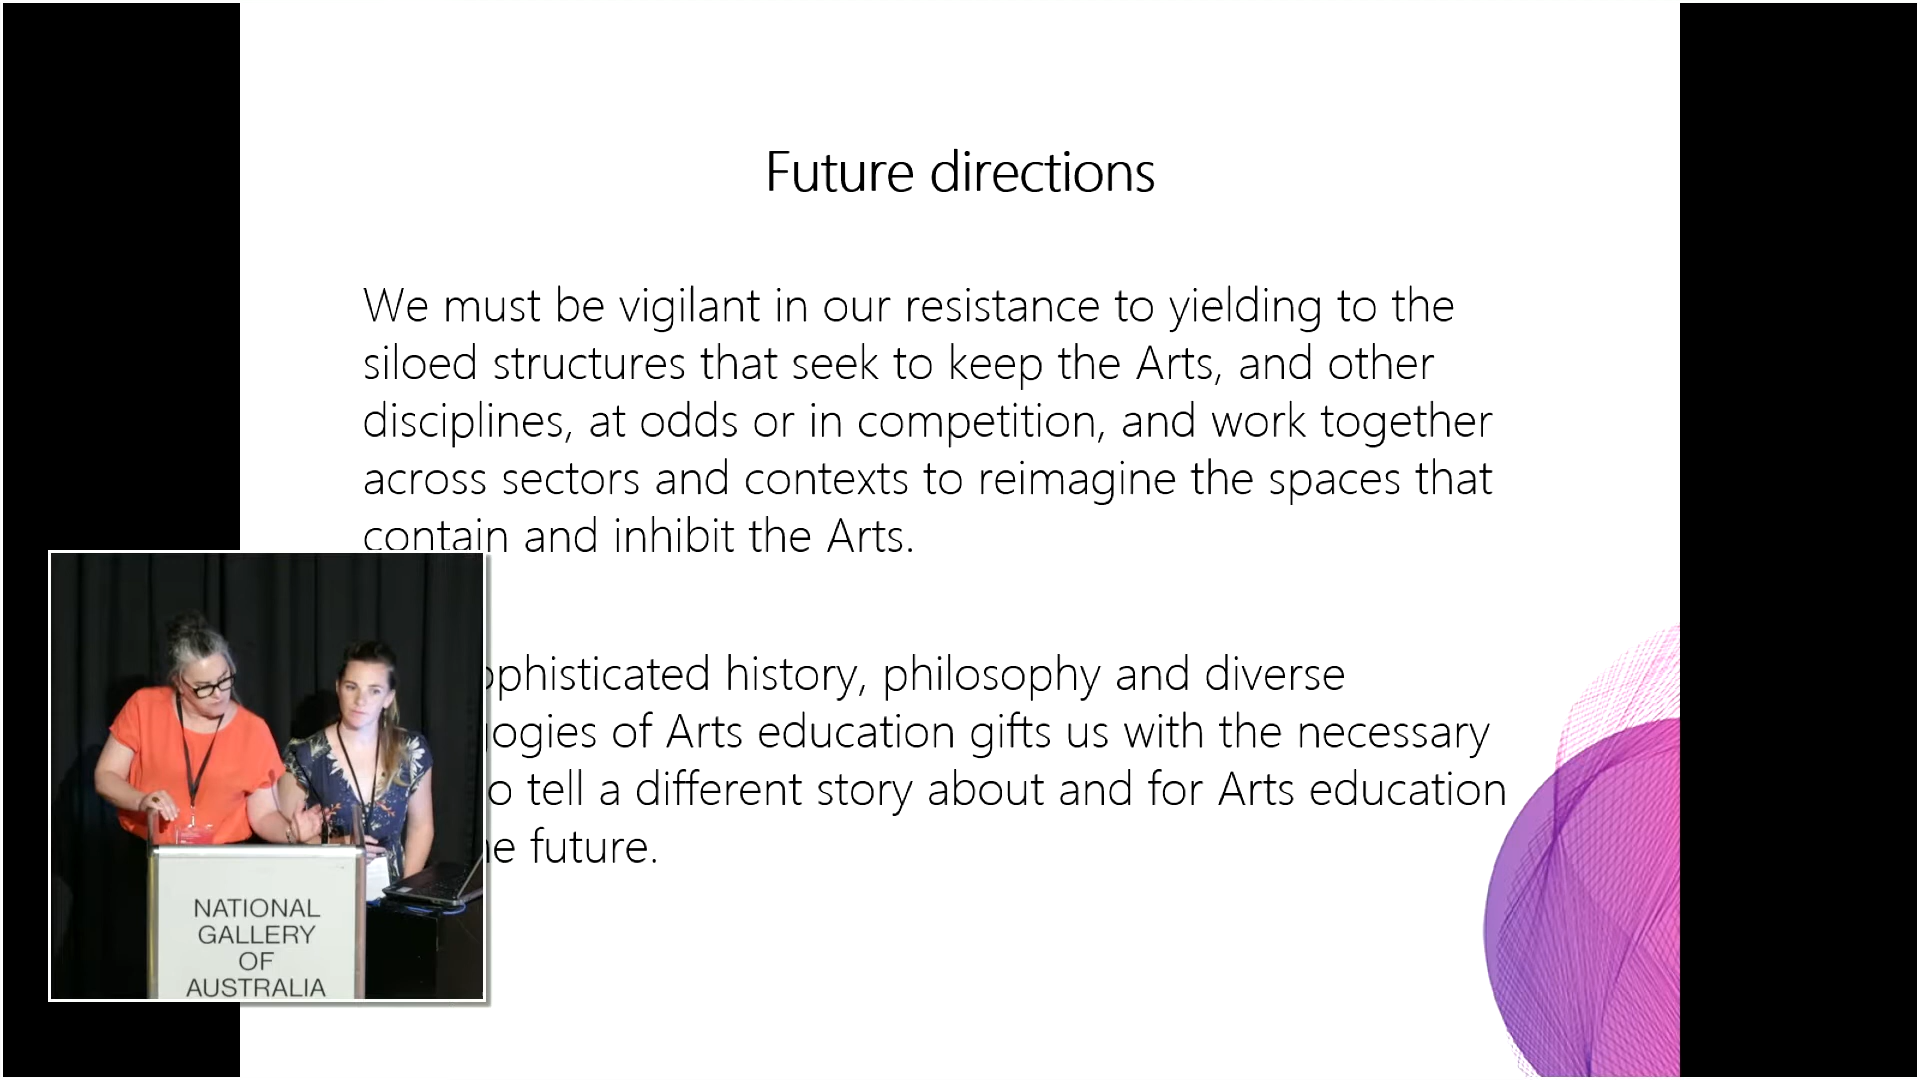 Future directions
We must be vigilant in our resistance to yielding to the
siloed structures that seek to keep the Arts, and other
disciplines, at odds or in competition, and work together
across sectors and contexts to reimagine the spaces that
contain and inhibit the Arts.
history, philosophy and diverse
of Arts education gifts us with the necessary
tell a different story about and for Arts education
future.
NATIONAL
GALLERY
OF
AUSTRALIA